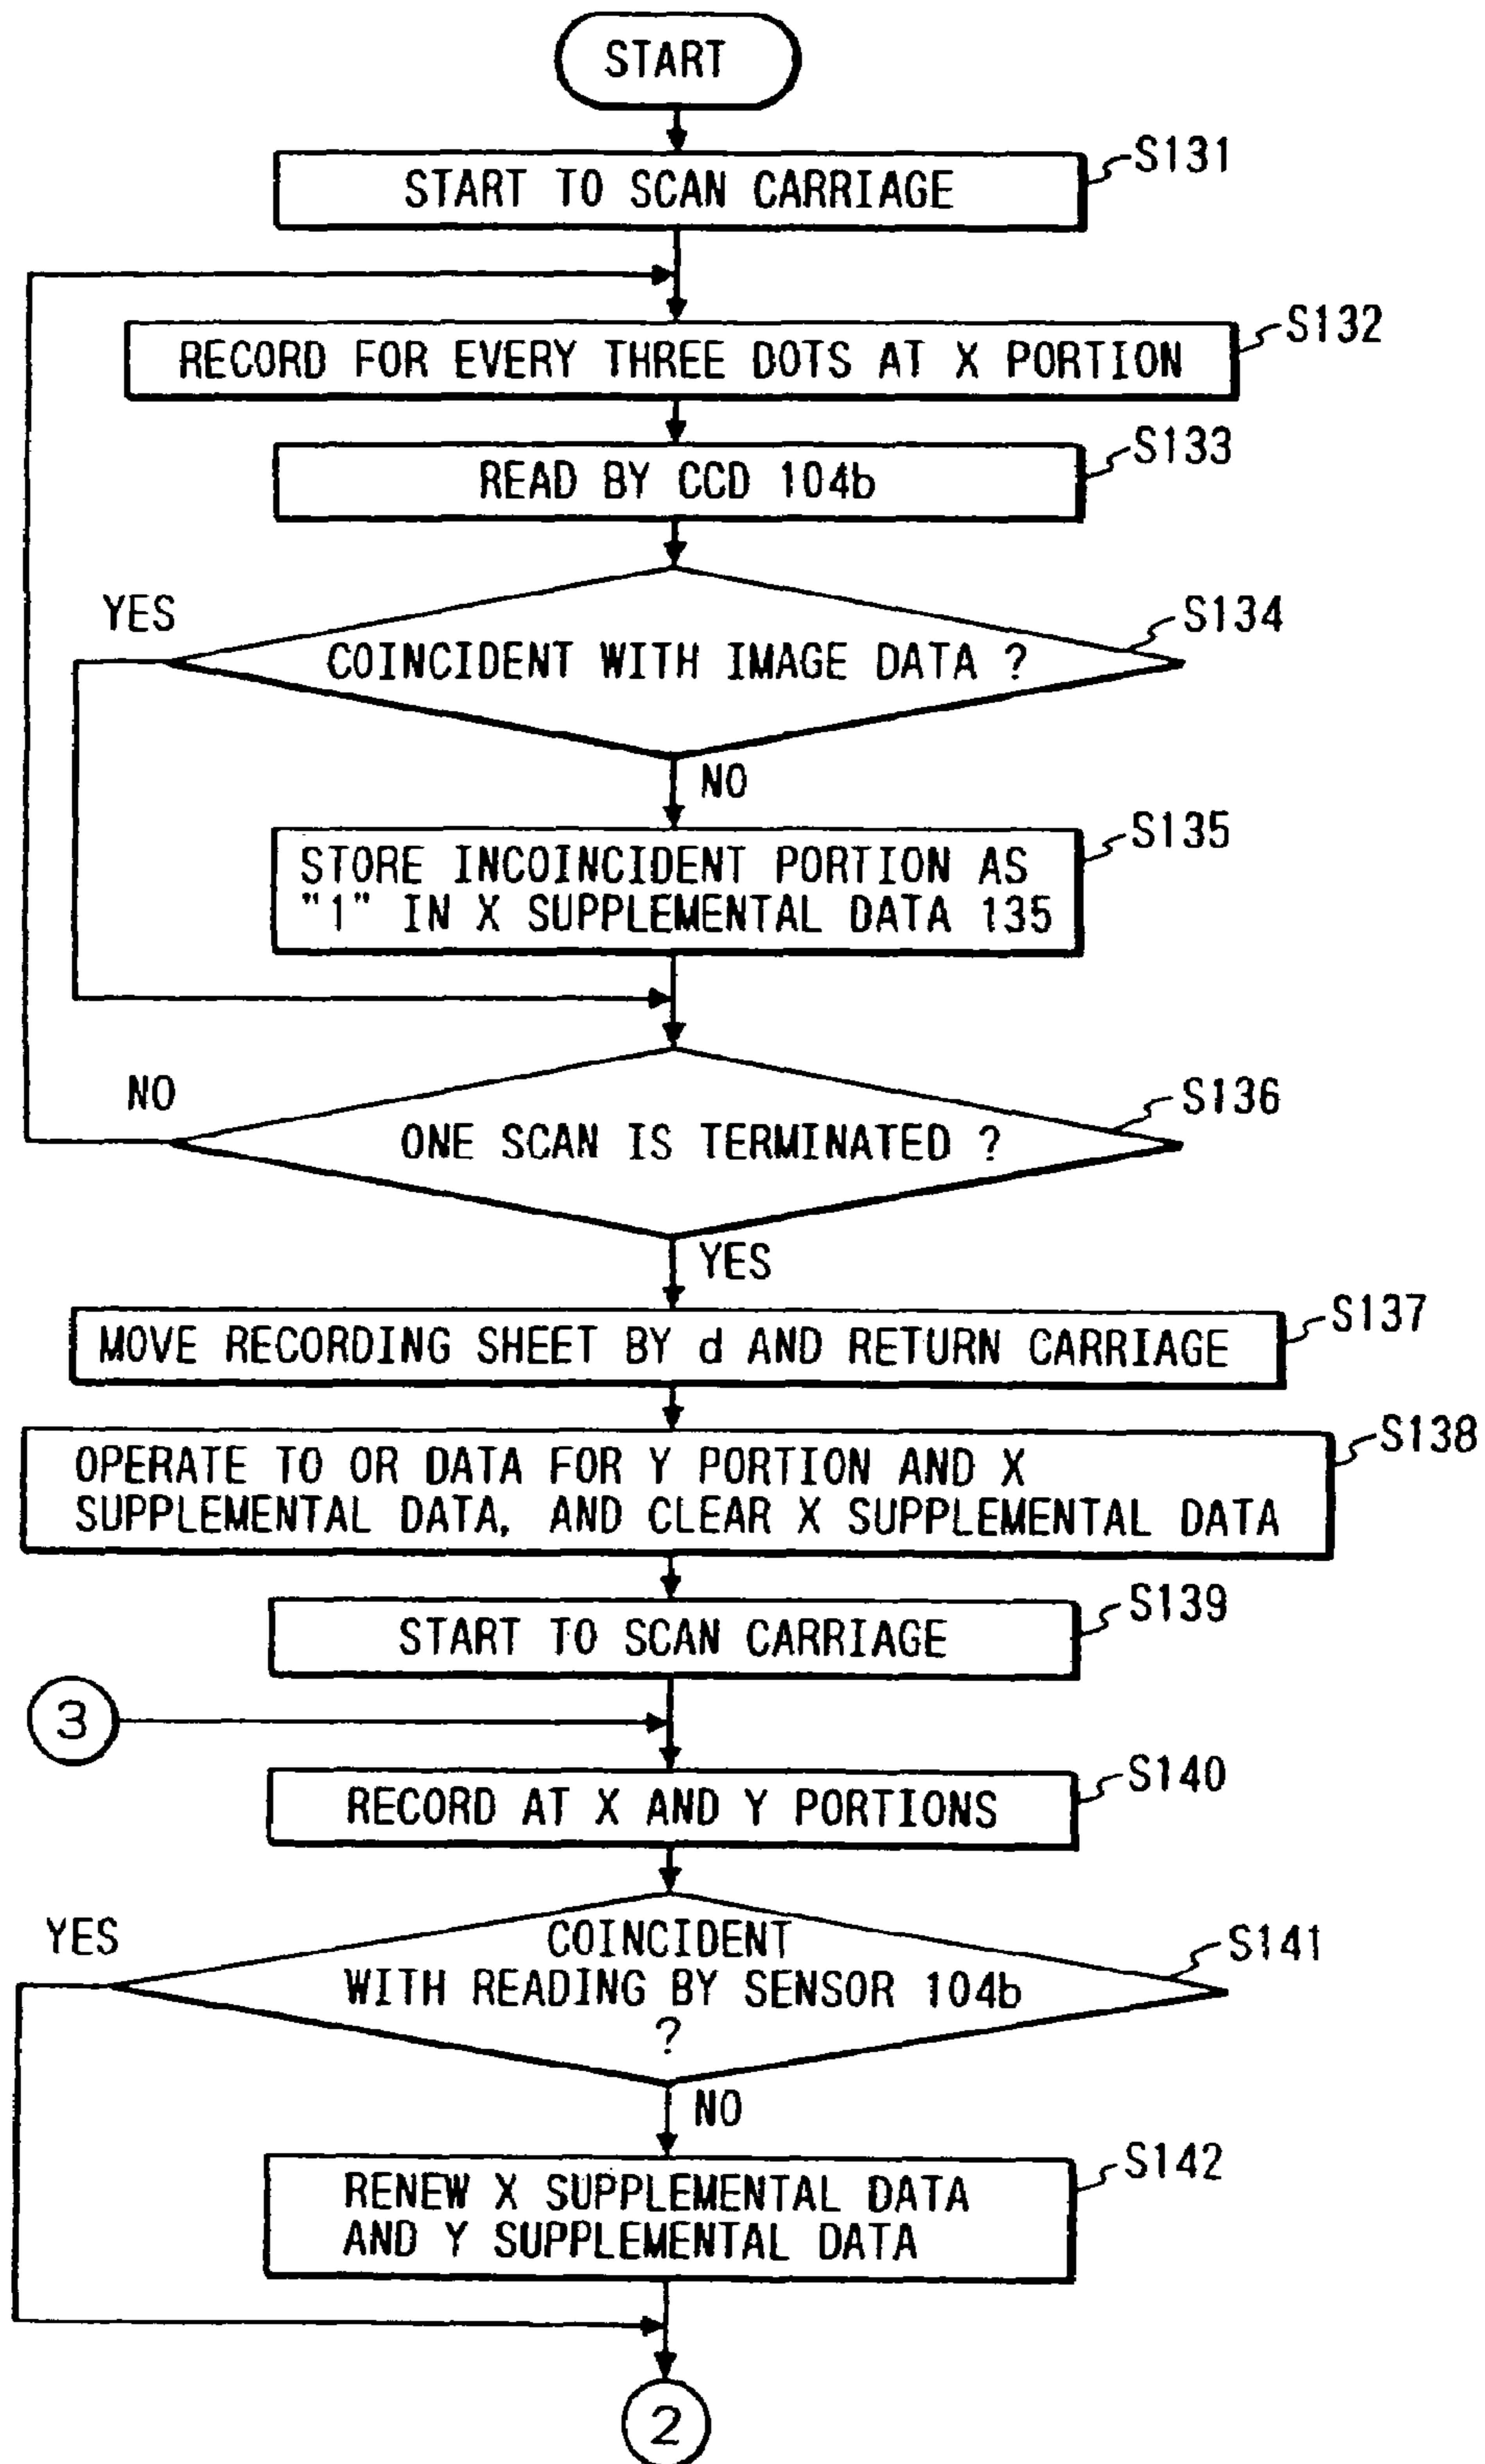 START
START TO SCAN CARRIAGE
S131
RECORD FOR EVERY THREE DOTS AT X PORTION
S132
READ BY CCD 104b
S133
YES
COINCIDENT WITH IMAGE DATA ?
S134
NO
STORE INCOINCIDENT PORTION AS
"1" IN X SUPPLEMENTAL DATA 135
S135
NO
ONE SCAN IS TERMINATED ?
S136
YES
MOVE RECORDING SHEET BY d AND RETURN CARRIAGE
S137
OPERATE TO OR DATA FOR Y PORTION AND X
SUPPLEMENTAL DATA, AND CLEAR X SUPPLEMENTAL DATA
S138
START TO SCAN CARRIAGE
S139
3
RECORD AT X AND Y PORTIONS
S140
YES
COINCIDENT
WITH READING BY SENSOR 104b
?
S141
NO
RENEW X SUPPLEMENTAL DATA
AND Y SUPPLEMENTAL DATA
S142
2